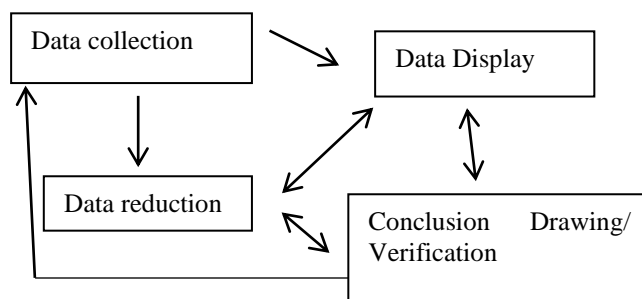 Data collection
Data Display
Data reduction
Conclusion Drawing/
Verification